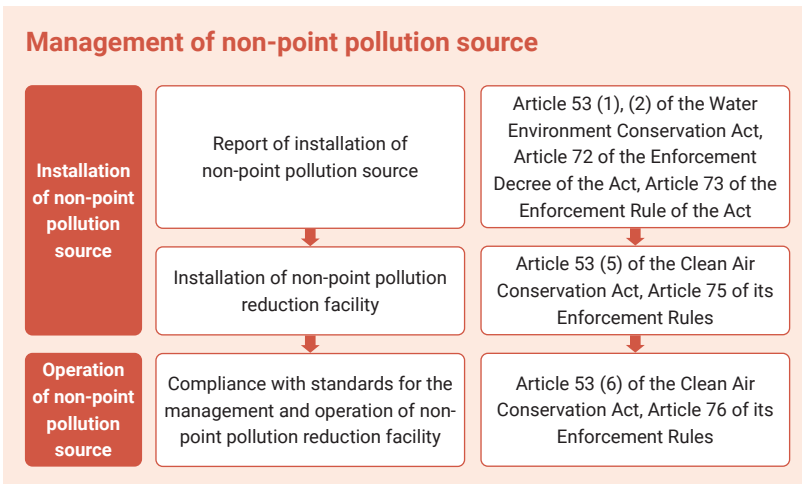 Management of non-point pollution source
Installation
of non-point
pollution
source
Report of installation of
non-point pollution source
Article 53 (1), (2) of the Water
Environment Conservation Act,
Article 72 of the Enforcement
Decree of the Act, Article 73 of the
Enforcement Rule of the Act
Installation of non-point pollution
reduction facility
Article 53 (5) of the Clean Air
Conservation Act, Article 75 of its
Enforcement Rules
Operation
of non-point
pollution
source
Compliance with standards for the
management and operation of non-
point pollution reduction facility
Article 53 (6) of the Clean Air
Conservation Act, Article 76 of its
Enforcement Rules